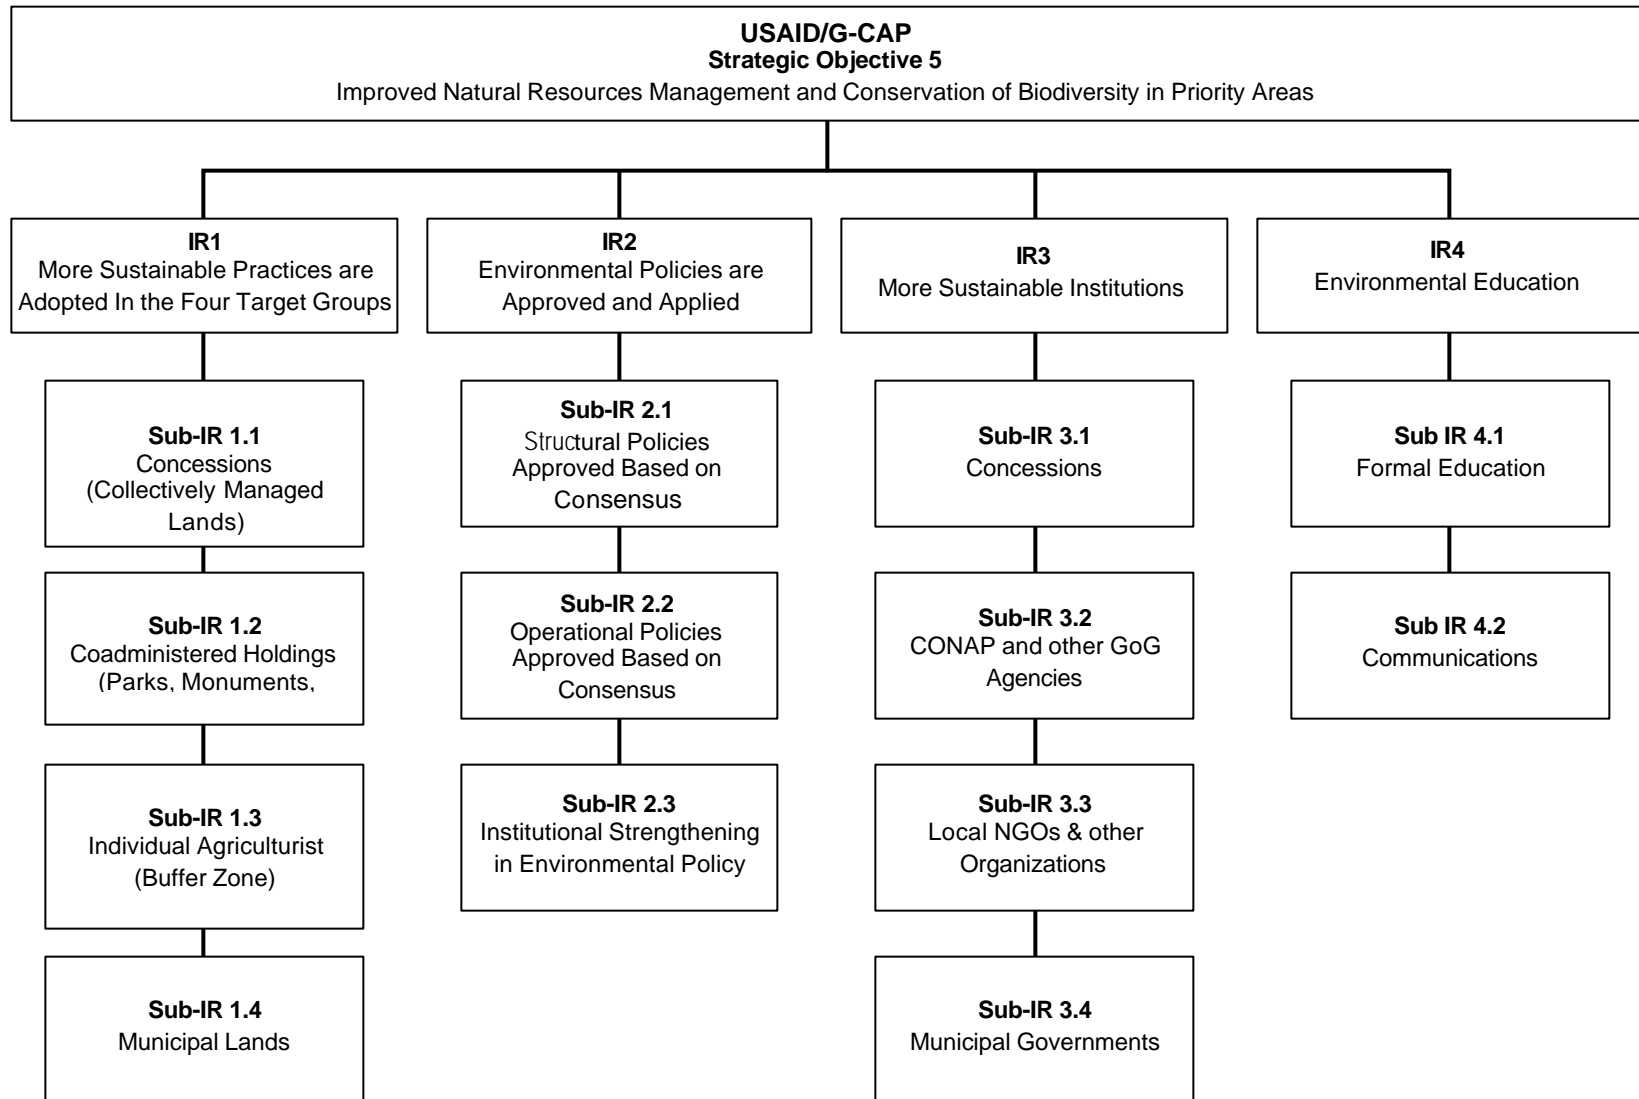 USAID/G-CAP
Strategic Objective 5
Improved Natural Resources Management and Conservation of Biodiversity in Priority Areas
IR1
More Sustainable Practices are
Adopted In the Four Target Groups
Sub-IR 1.1
Concessions
(Collectively Managed
Lands)
Sub-IR 1.2
Coadministered Holdings
(Parks, Monuments,
Sub-IR 1.3
Individual Agriculturist
(Buffer Zone)
Sub-IR 1.4
Municipal Lands
IR2
Environmental Policies are
Approved and Applied
Sub-IR 2.1
Structural Policies
Approved Based on
Consensus
Sub-IR 2.2
Operational Policies
Approved Based on
Consensus
Sub-IR 2.3
Institutional Strengthening
in Environmental Policy
IR3
More Sustainable Institutions
Sub-IR 3.1
Concessions
Sub-IR 3.2
CONAP and other GoG
Agencies
Sub-IR 3.3
Local NGOs & other
Organizations
Sub-IR 3.4
Municipal Governments
IR4
Environmental Education
Sub IR 4.1
Formal Education
Sub IR 4.2
Communications